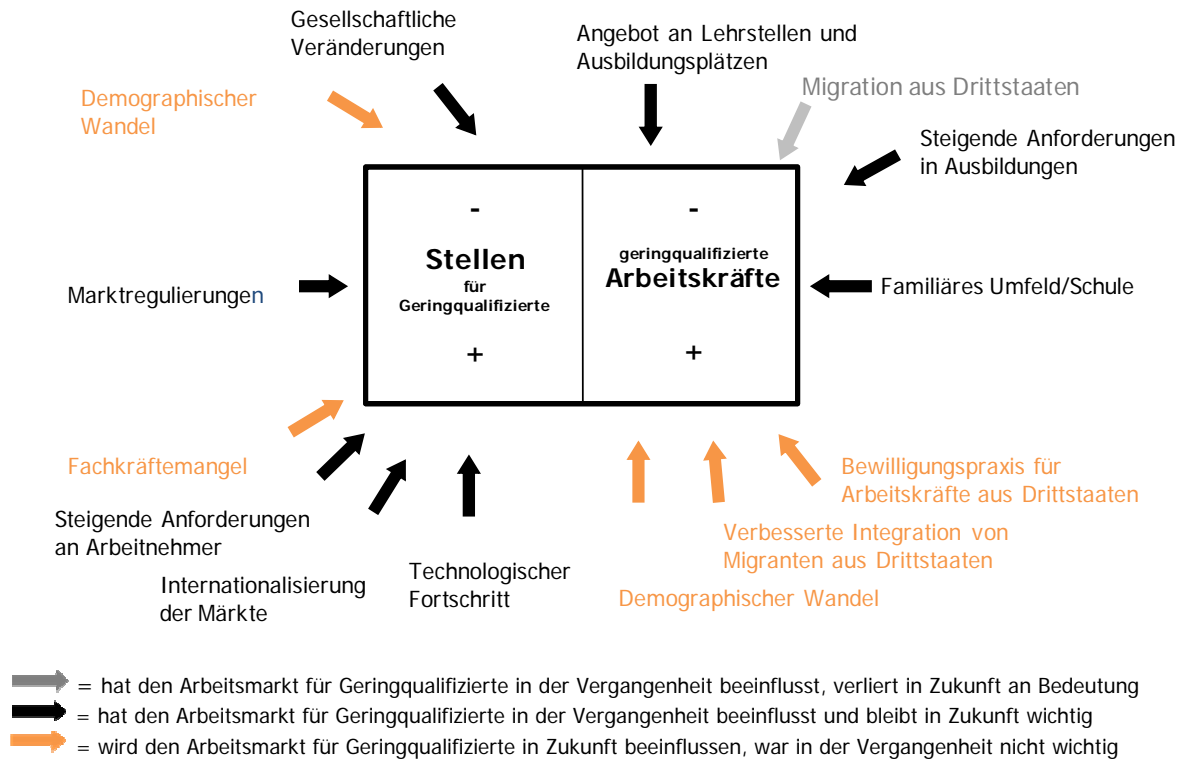 Gesellschaftliche
Veränderungen
Angebot an Lehrstellen und
Ausbildungsplätzen
Demographischer
Wandel
Migration aus Drittstaaten
Steigende Anforderungen
in Ausbildungen
-
Stellen
für
Geringqualifizierte
+
-
geringqualifizierte
Arbeitskräfte
+
Marktregulierungen
Familiäres Umfeld/Schule
Fachkräftemangel
Steigende Anforderungen
an Arbeitnehmer
Internationalisierung
der Märkte
Technologischer
Fortschritt
Demographischer Wandel
Verbesserte Integration von
Migranten aus Drittstaaten
Bewilligungspraxis für
Arbeitskräfte aus Drittstaaten
= hat den Arbeitsmarkt für Geringqualifizierte in der Vergangenheit beeinflusst, verliert in Zukunft an Bedeutung
= hat den Arbeitsmarkt für Geringqualifizierte in der Vergangenheit beeinflusst und bleibt in Zukunft wichtig
= wird den Arbeitsmarkt für Geringqualifizierte in Zukunft beeinflussen, war in der Vergangenheit nicht wichtig